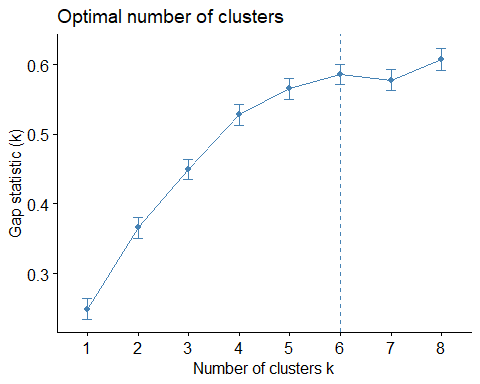 Optimal number of clusters
Gap statistic (k)
0.6
0.5
0.4
0.3
1 2 3 4 5 6 7 8
Number of clusters k